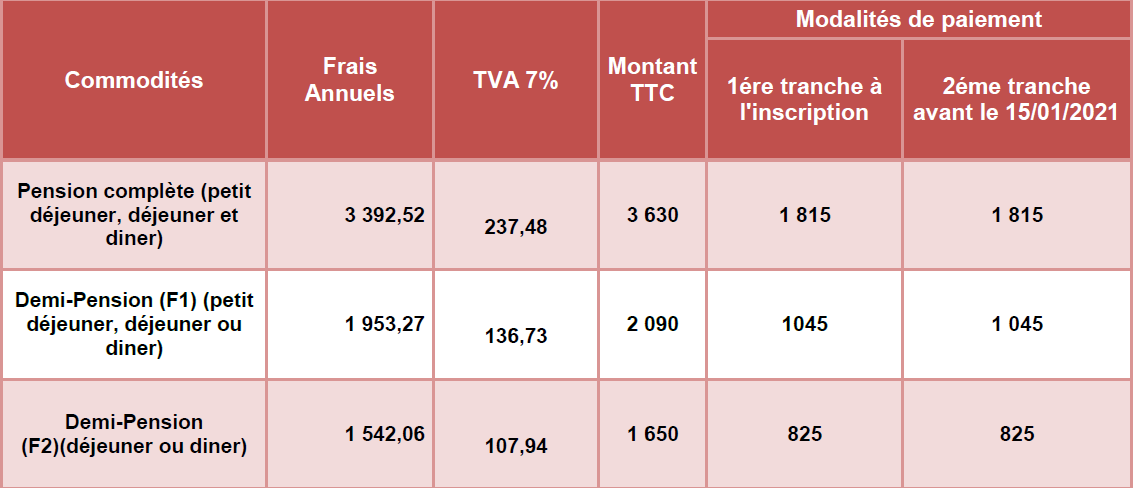 Modalités de paiement
Commodités
Frais
Annuels
TVA 7%
Montant
TTC
1ére tranche à
l'inscription
2éme tranche
avant le 15/01/2021
Pension complète (petit
déjeuner, déjeuner et
diner)
3 392,52
237,48
3 630
1 815
1 815
Demi-Pension (F1) (petit
déjeuner, déjeuner ou
diner)
1 953,27
136,73
2 090
1045
1 045
Demi-Pension
(F2)(déjeuner ou diner)
1 542,06
107,94
1 650
825
825